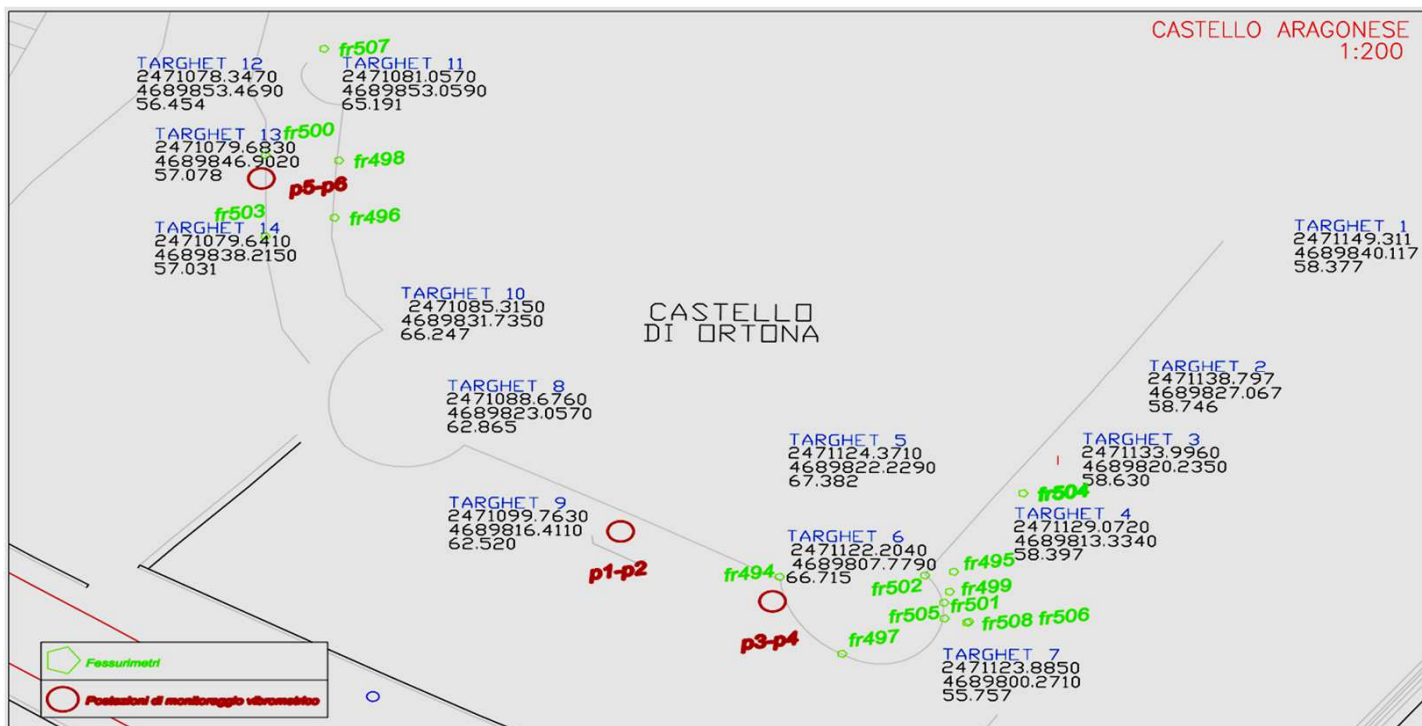 CASTELLO ARAGONESE
1:200
fr507
TARGHET 12
2471078.3470
4689853.4690
56.454
TARGHET 11
2471081.0570
4689853.0590
65.191
TARGHET 13
2471079.6830
4689846.9020
57.078
fr500
fr498
p5-p6
fr503
fr496
TARGHET 14
2471079.6410
4689838.2150
57.031
TARGHET 1
2471149.311
4689840.117
58.377
TARGHET 10
2471085.3150
4689831.7350
66.247
CASTELLO
DI ORTONA
TARGHET 2
2471138.797
4689827.067
58.746
TARGHET 8
2471088.6760
4689823.0570
62.865
TARGHET 5
2471124.3710
4689822.2290
67.382
TARGHET 3
2471133.9960
4689820.2350
58.630
fr504
TARGHET 9
2471099.7630
4689816.4110
62.520
TARGHET 4
2471129.0720
4689813.3340
58.397
TARGHET 6
2471122.2040
4689807.7790
66.715
p1-p2
fr494
fr502
fr495
fr499
fr501
fr505
fr508 fr506
p3-p4
fr497
TARGHET 7
2471123.8850
4689800.2710
55.757
Fessurimetri
Postazioni di monitoraggio vibrometrico